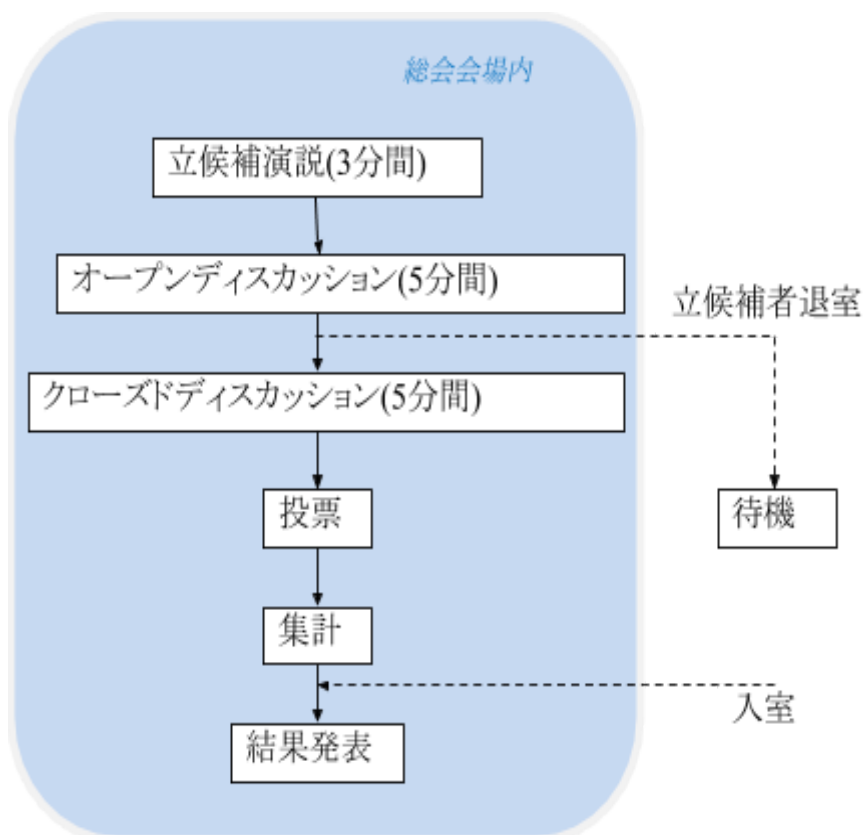 総会会場内
立候補演説(3分間)
オープンディスカッション(5分間)
立候補者退室
クローズドディスカッション(5分間)
投票
待機
集計
入室
結果発表